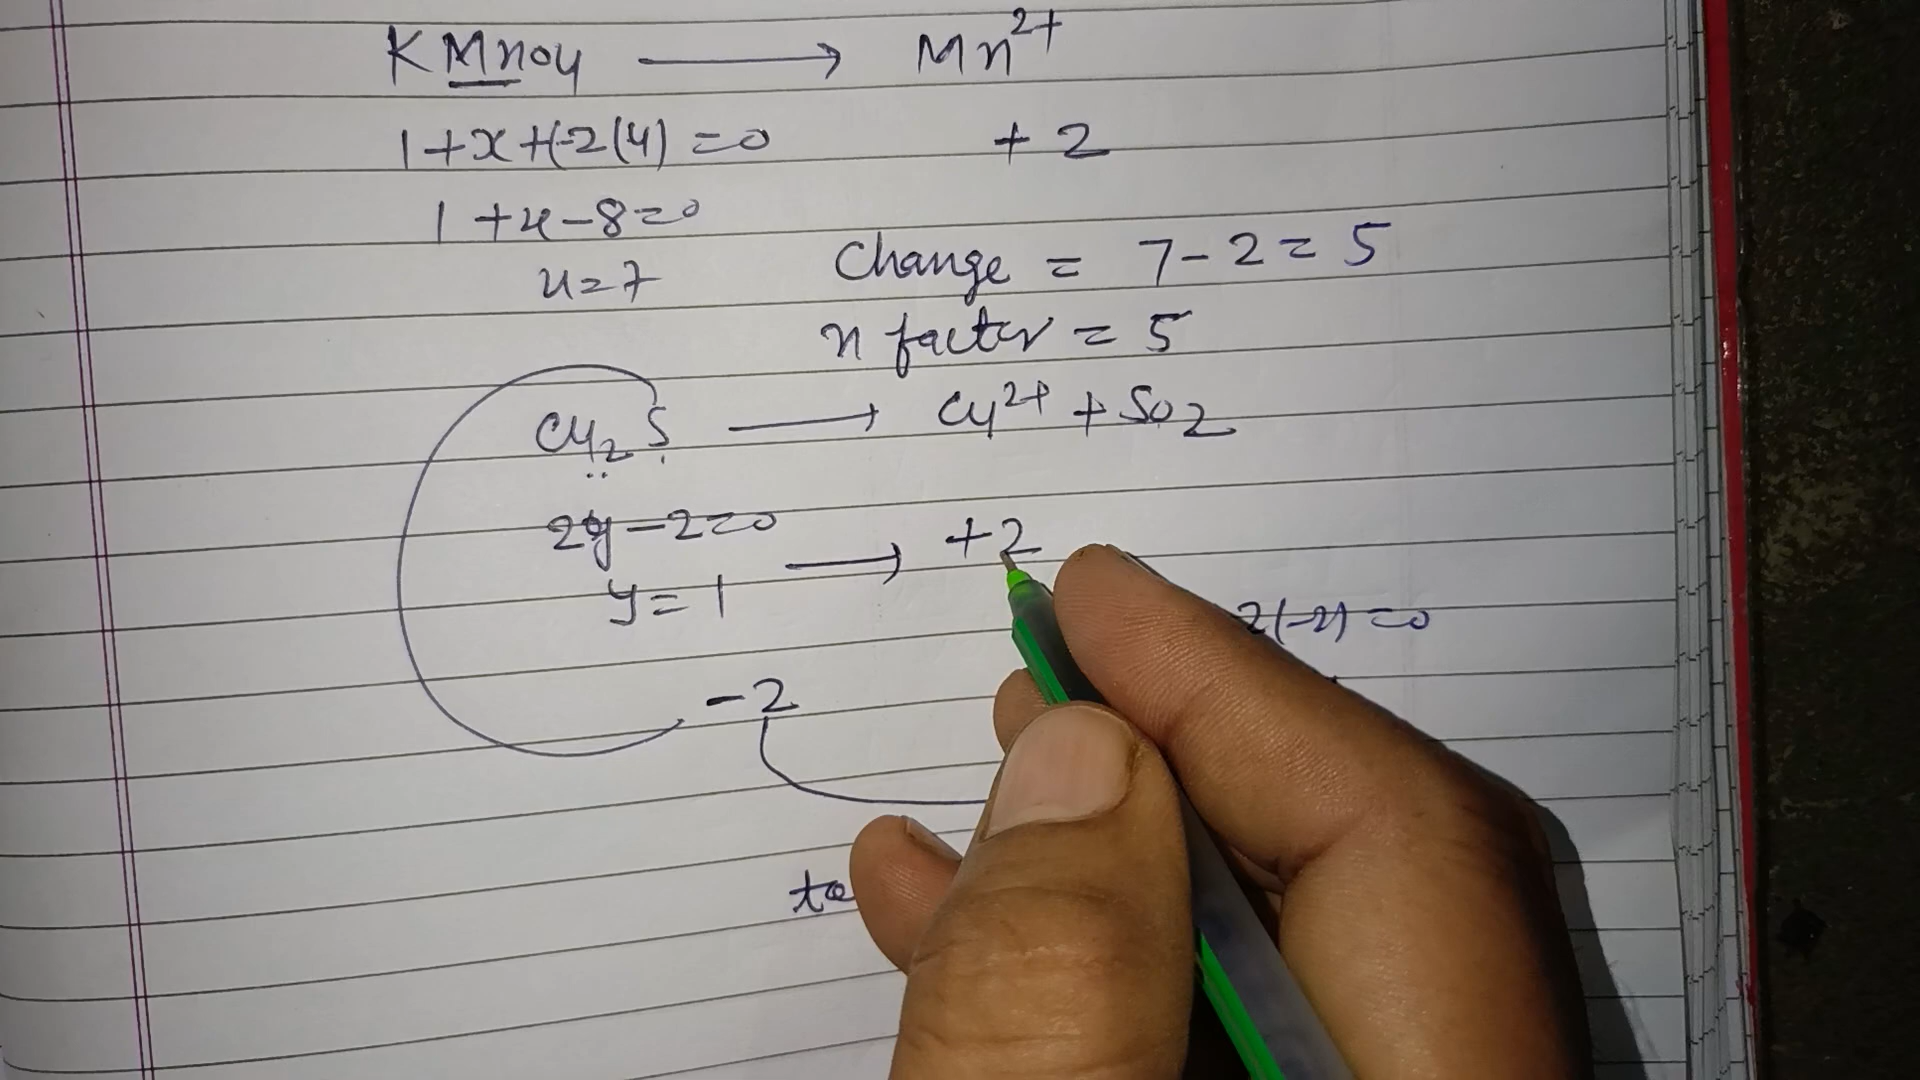 KMnO4 ⟶ Mn²⁺
1+x+(-2(4)=0 +2
1+x-8=0
x=7 Change = 7-2=5
n factor = 5
Cu₂S ⟶ Cu²⁺ + SO₂
2y-2=0
y=1 ⟶ +2
2(-2)=0
-2